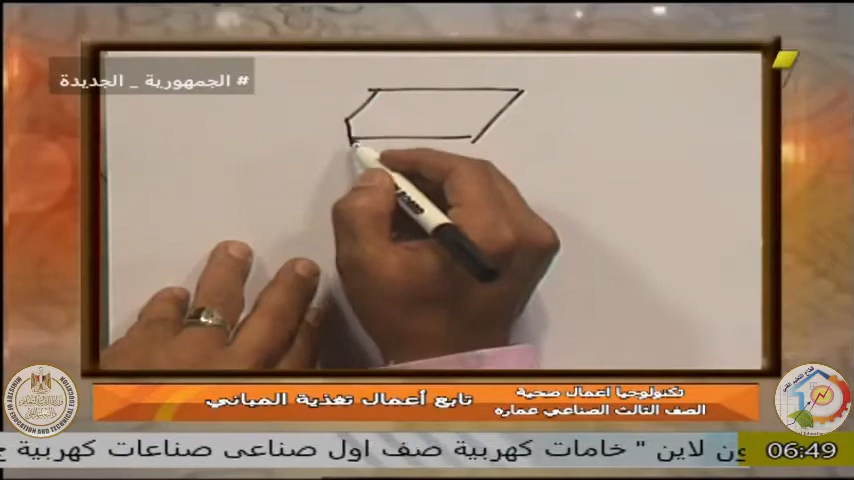 # الجمهورية _ الجديدة
تكنولوجيا اعمال صحية
الصف الثالث الصناعي عماره
تابع أعمال تغذية المباني
ون لاين " خامات كهربية صف اول صناعى صناعات كهربية
06:49